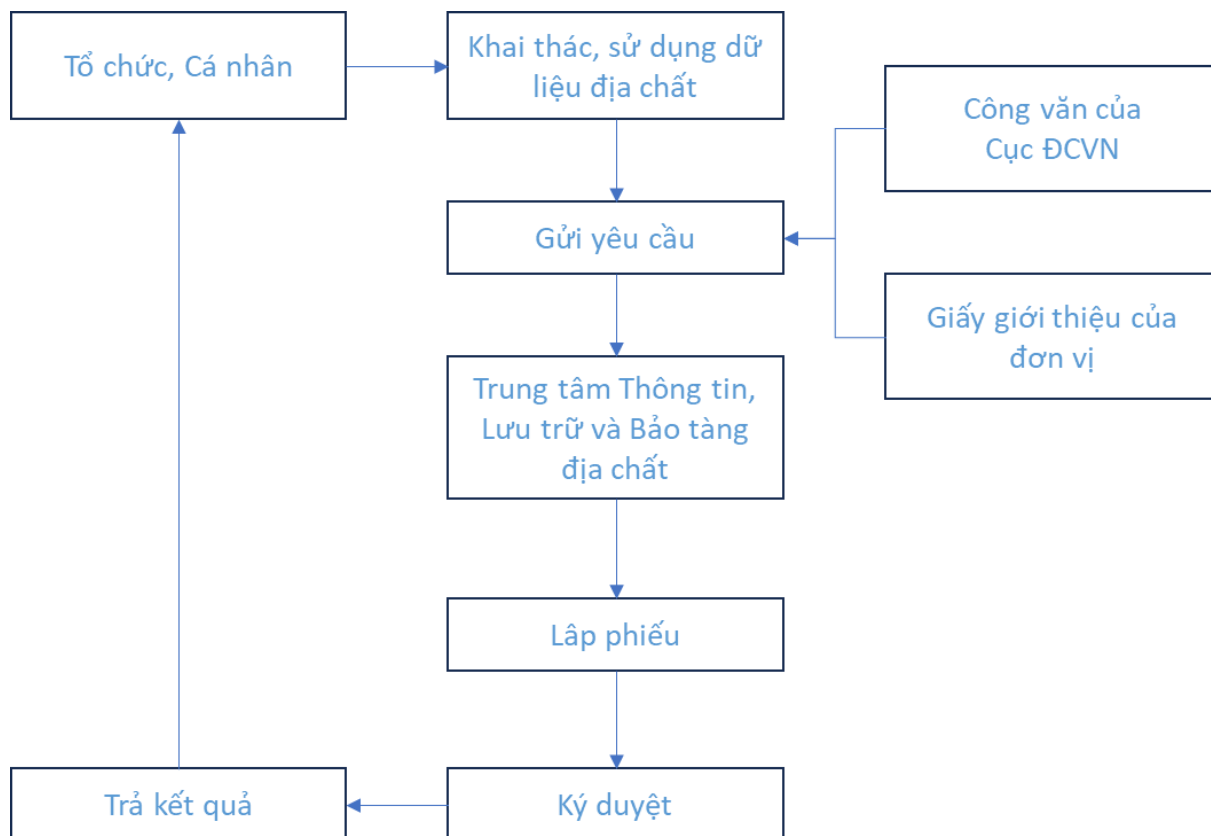 Tổ chức, Cá nhân
Khai thác, sử dụng dữ
liệu địa chất
Công văn của
Cục ĐCVN
Gửi yêu cầu
Giấy giới thiệu của
đơn vị
Trung tâm Thông tin,
Lưu trữ và Bảo tàng
địa chất
Lâp phiếu
Trả kết quả
Ký duyệt